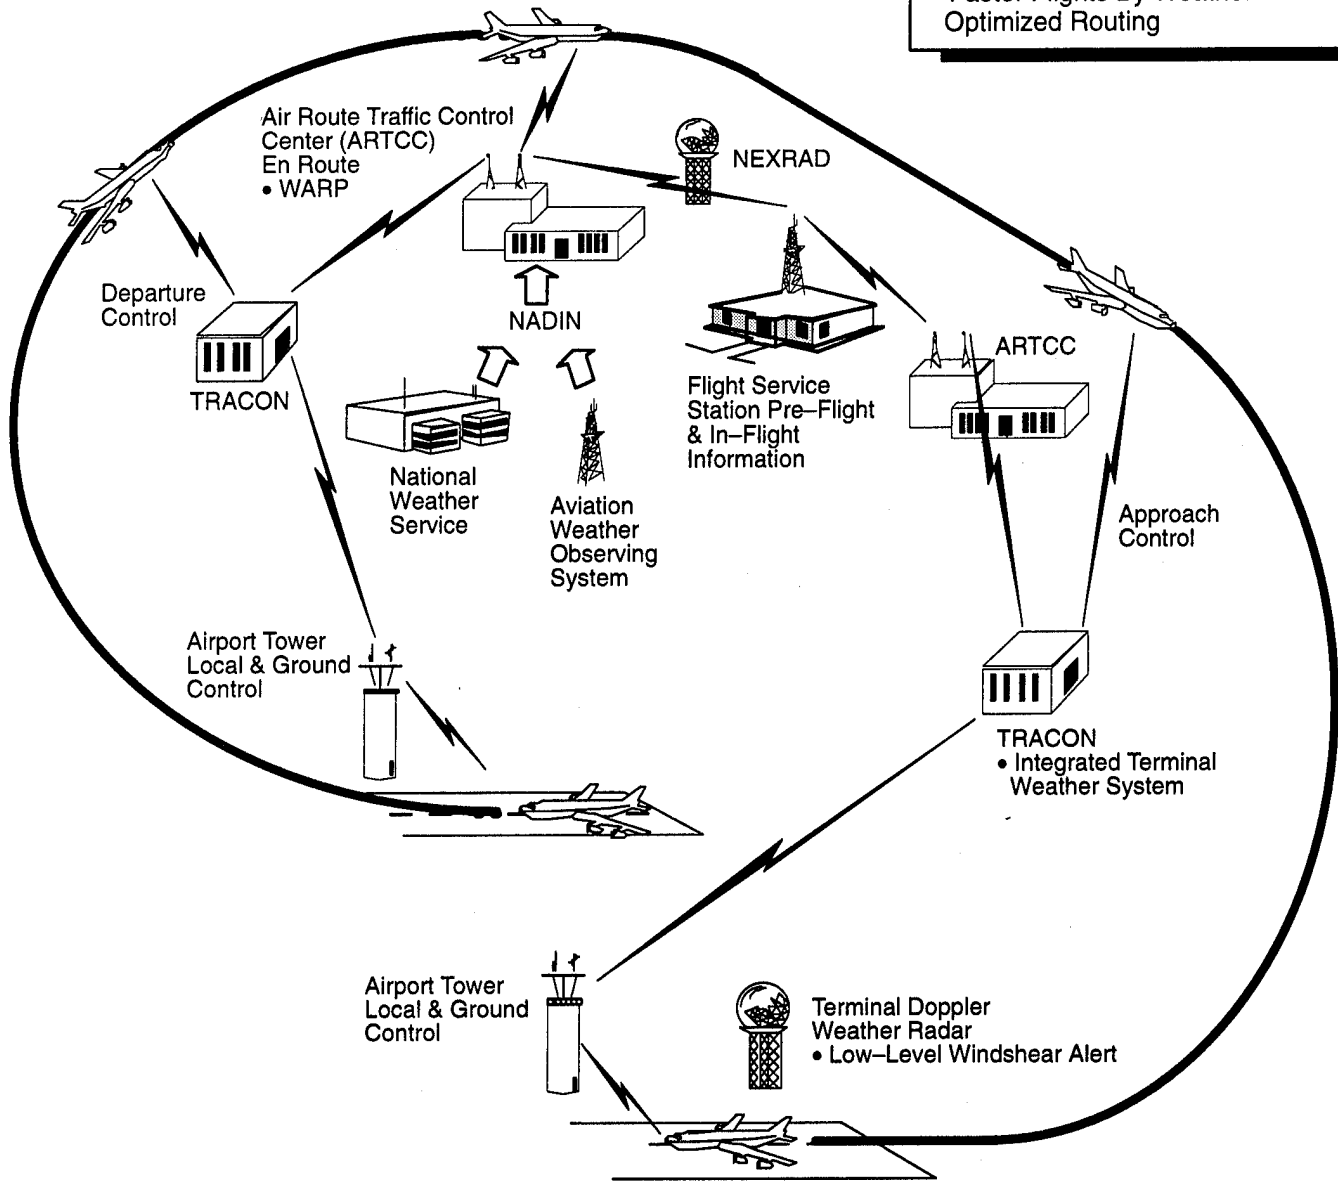 Optimized Routing
Air Route Traffic Control
Center (ARTCC)
En Route
• WARP
NEXRAD
Departure
Control
NADIN
TRACON
ARTCC
Flight Service
Station Pre–Flight
& In–Flight
Information
National
Weather
Service
Aviation
Weather
Observing
System
Approach
Control
Airport Tower
Local & Ground
Control
TRACON
• Integrated Terminal
Weather System
Airport Tower
Local & Ground
Control
Terminal Doppler
Weather Radar
• Low–Level Windshear Alert